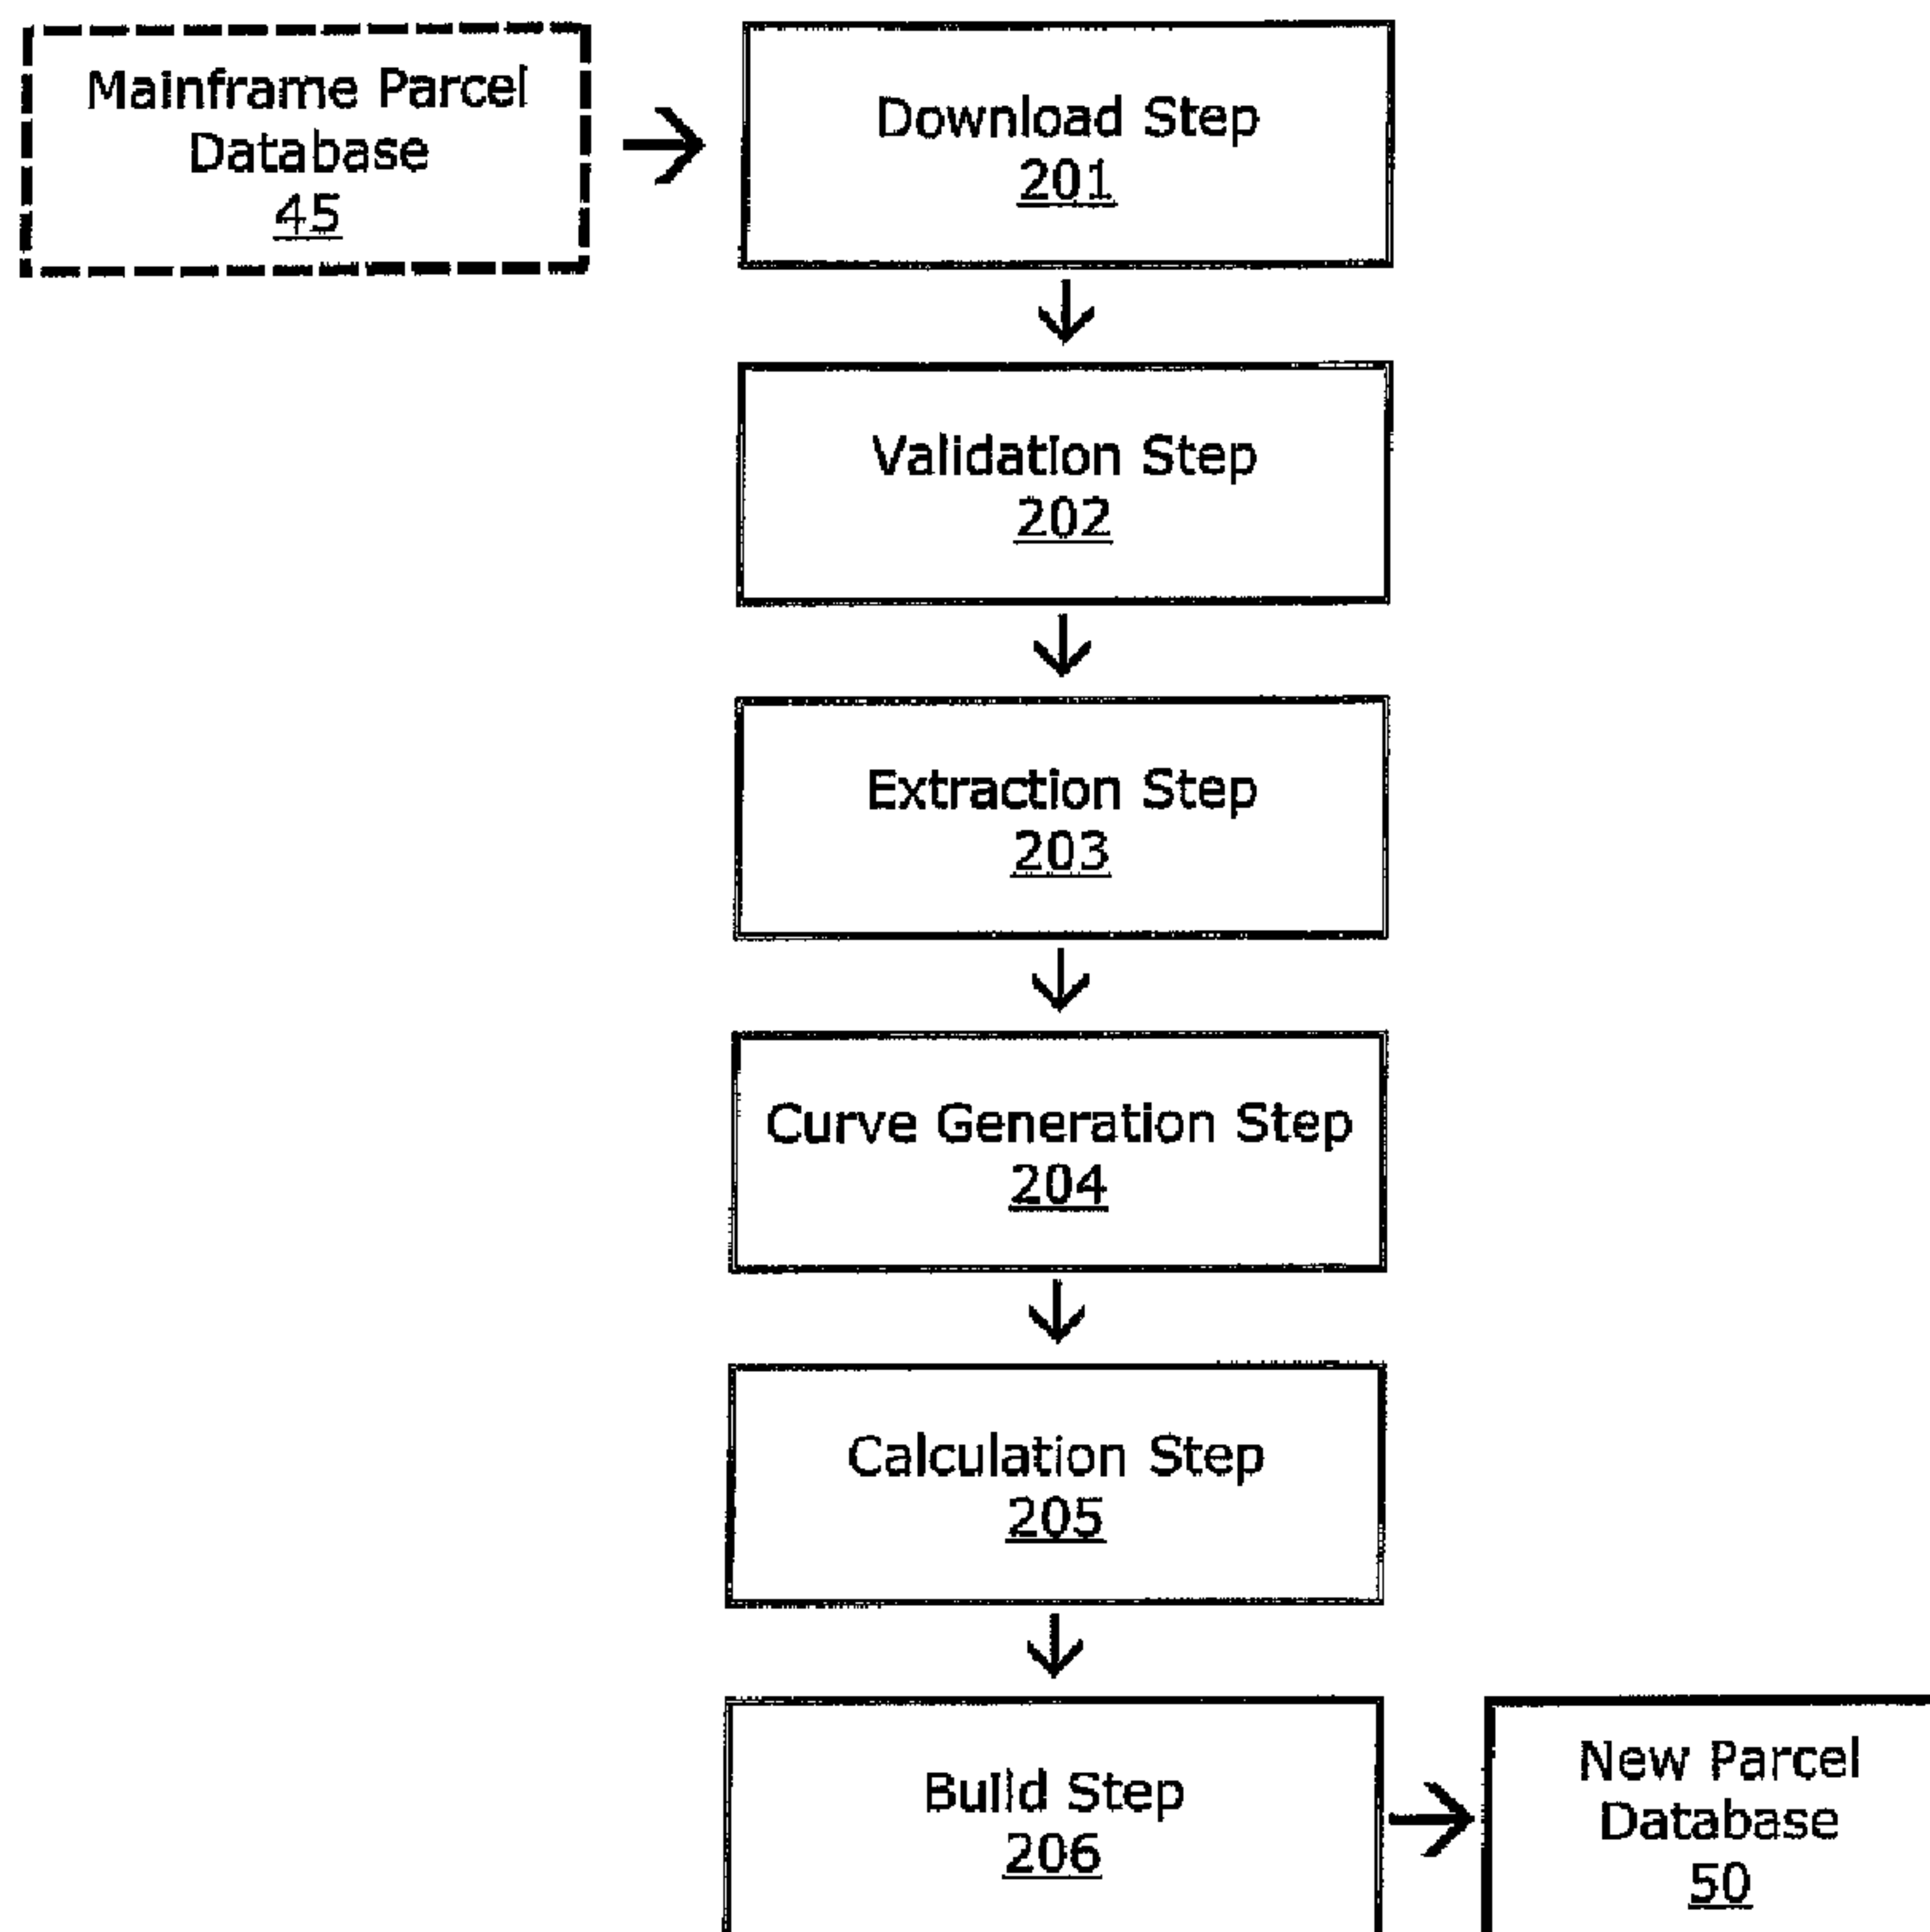 Mainframe Parcel
Database
45
Download Step
201
Validation Step
202
Extraction Step
203
Curve Generation Step
204
Calculation Step
205
Build Step
206
New Parcel
Database
50